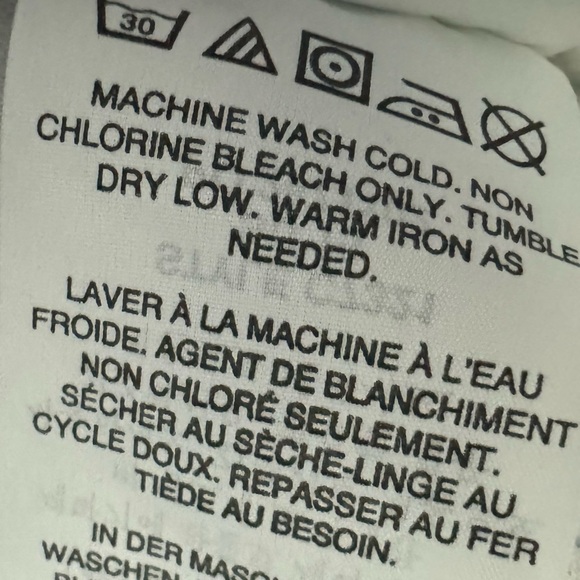 30
MACHINE WASH COLD. NON
CHLORINE BLEACH ONLY. TUMBLE
DRY LOW. WARM IRON AS
NEEDED.
LAVER À LA MACHINE À L'EAU
FROIDE. AGENT DE BLANCHIMENT
NON CHLORÉ SEULEMENT.
SÉCHER AU SÈCHE-LINGE AU
CYCLE DOUX. REPASSER AU FER
TIÈDE AU BESOIN.
IN DER
WASCHEN